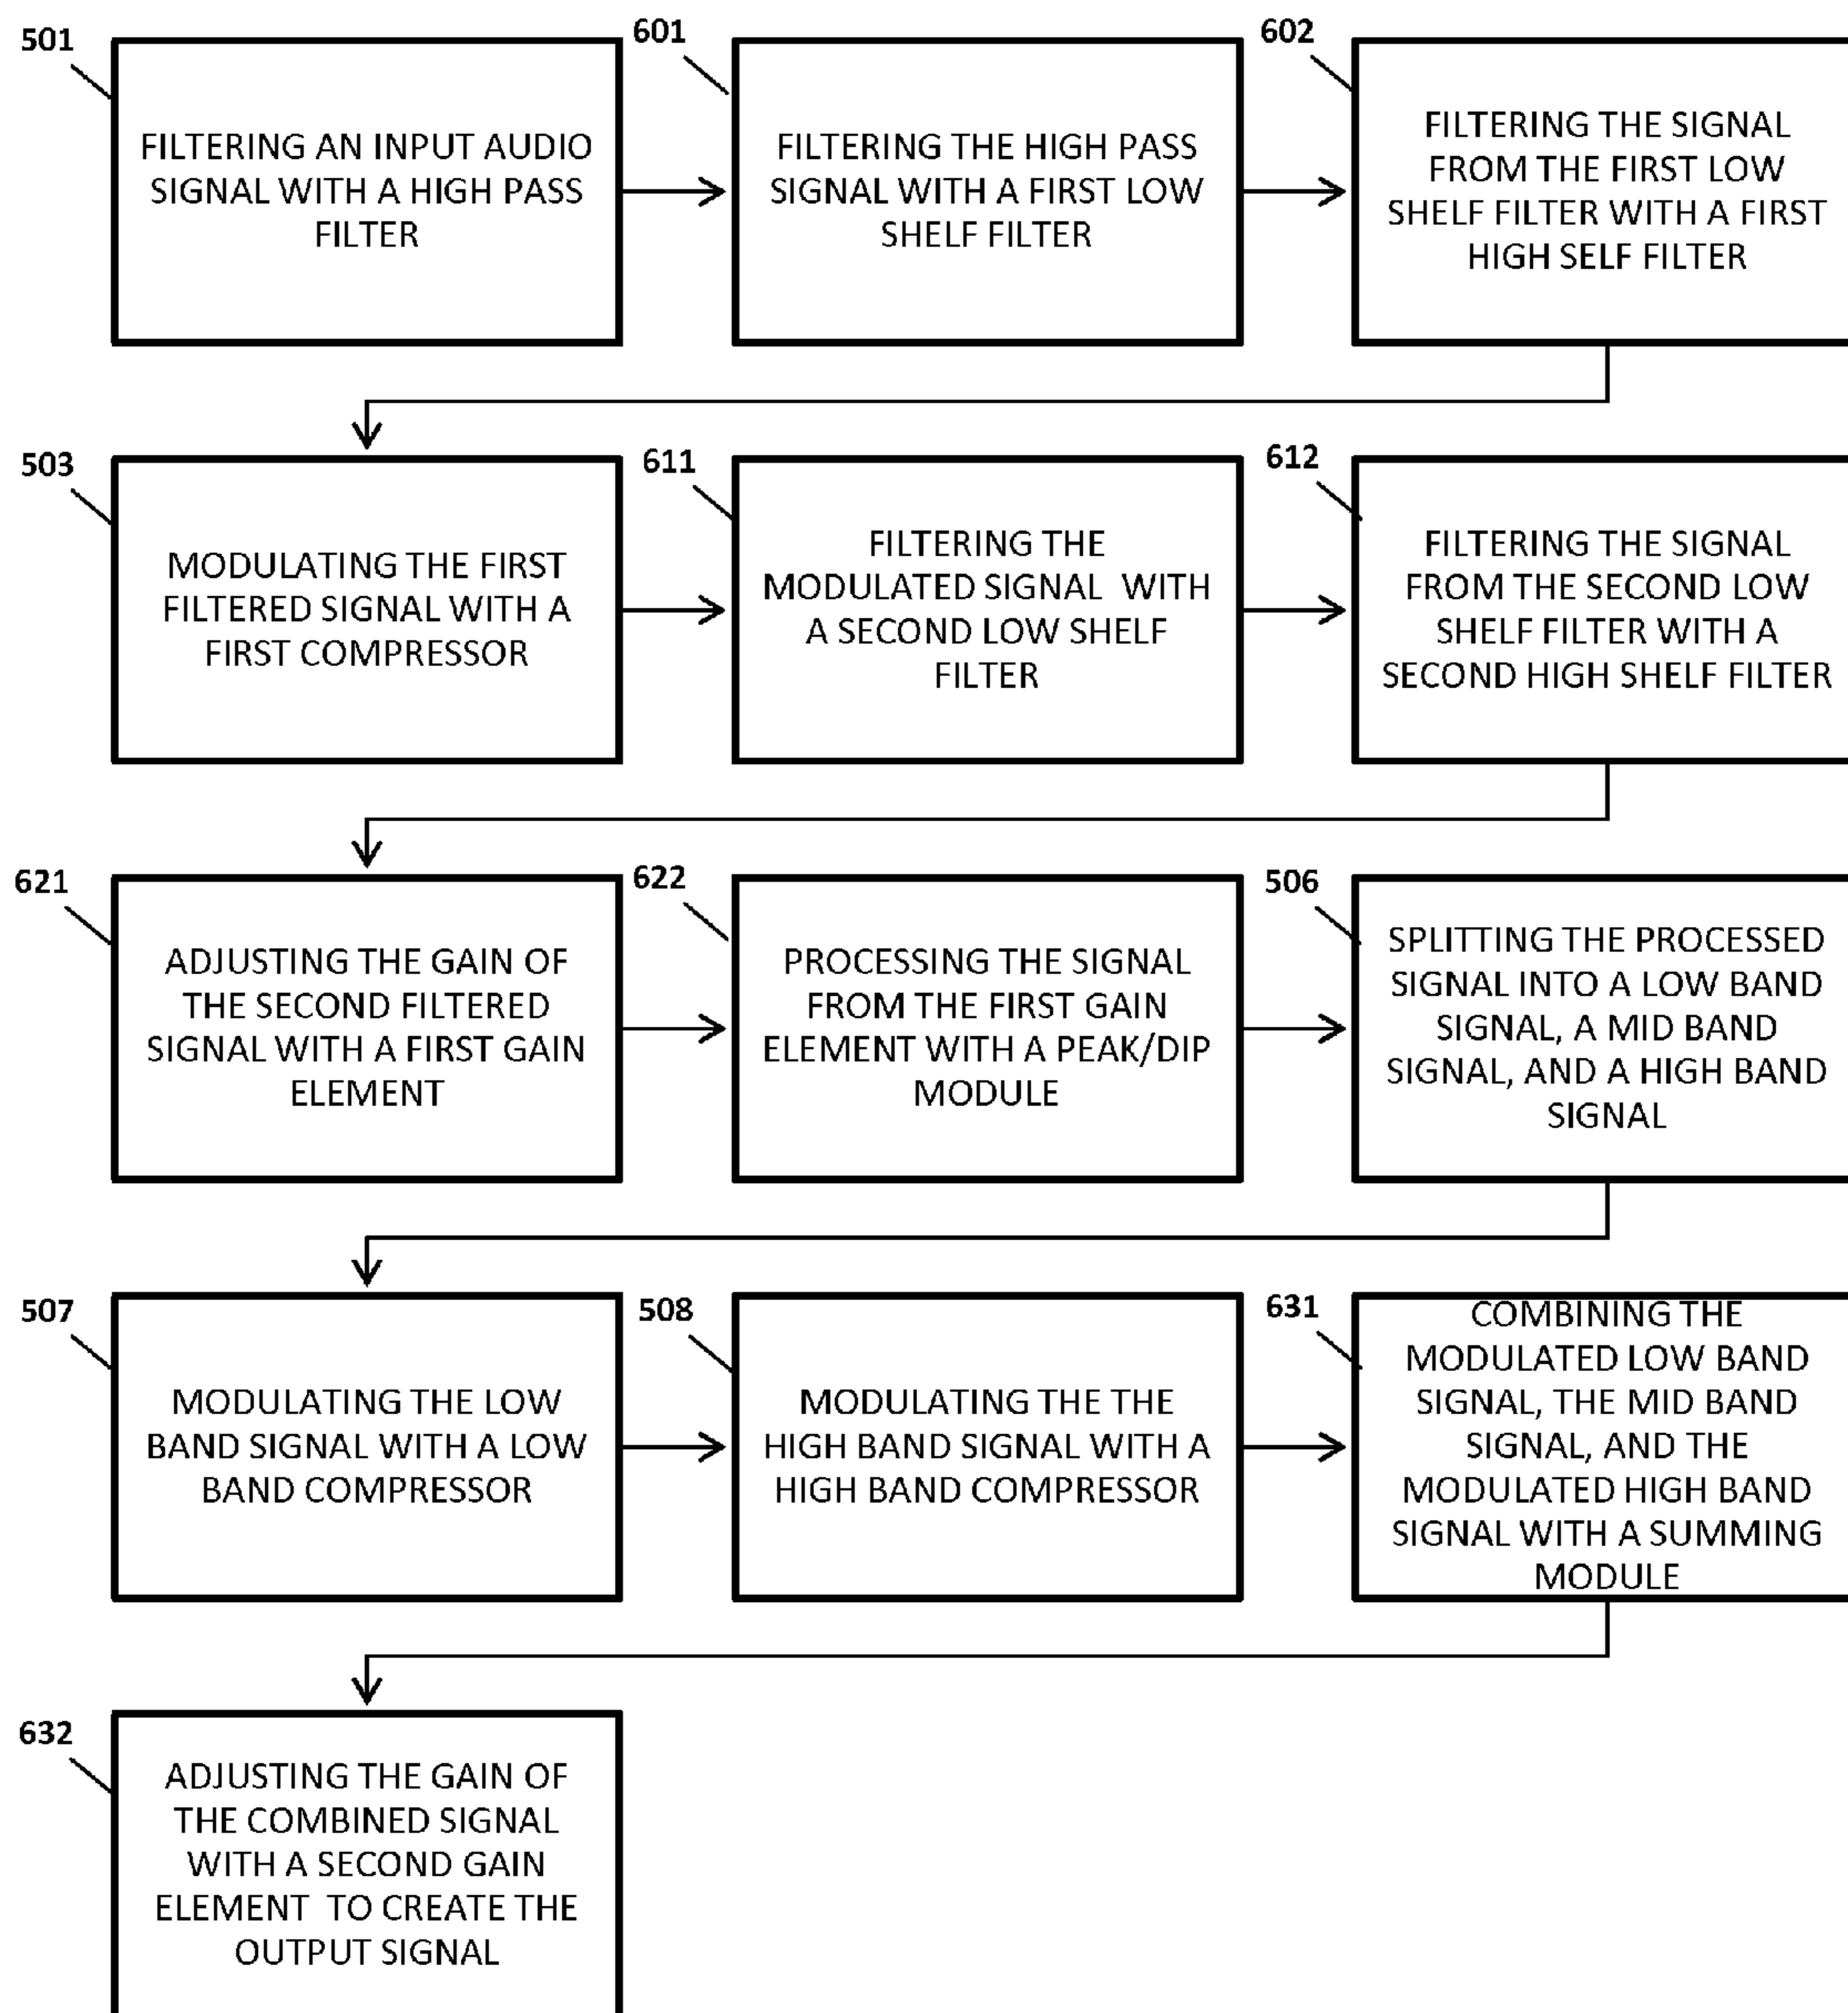 501
FILTERING AN INPUT AUDIO
SIGNAL WITH A HIGH PASS
FILTER
601
FILTERING THE HIGH PASS
SIGNAL WITH A FIRST LOW
SHELF FILTER
602
FILTERING THE SIGNAL
FROM THE FIRST LOW
SHELF FILTER WITH A FIRST
HIGH SELF FILTER
503
MODULATING THE FIRST
FILTERED SIGNAL WITH A
FIRST COMPRESSOR
611
FILTERING THE
MODULATED SIGNAL WITH
A SECOND LOW SHELF
FILTER
612
FILTERING THE SIGNAL
FROM THE SECOND LOW
SHELF FILTER WITH A
SECOND HIGH SHELF FILTER
621
ADJUSTING THE GAIN OF
THE SECOND FILTERED
SIGNAL WITH A FIRST GAIN
ELEMENT
622
PROCESSING THE SIGNAL
FROM THE FIRST GAIN
ELEMENT WITH A PEAK/DIP
MODULE
506
SPLITTING THE PROCESSED
SIGNAL INTO A LOW BAND
SIGNAL, A MID BAND
SIGNAL, AND A HIGH BAND
SIGNAL
507
MODULATING THE LOW
BAND SIGNAL WITH A LOW
BAND COMPRESSOR
508
MODULATING THE THE
HIGH BAND SIGNAL WITH A
HIGH BAND COMPRESSOR
631
COMBINING THE
MODULATED LOW BAND
SIGNAL, THE MID BAND
SIGNAL, AND THE
MODULATED HIGH BAND
SIGNAL WITH A SUMMING
MODULE
632
ADJUSTING THE GAIN OF
THE COMBINED SIGNAL
WITH A SECOND GAIN
ELEMENT TO CREATE THE
OUTPUT SIGNAL